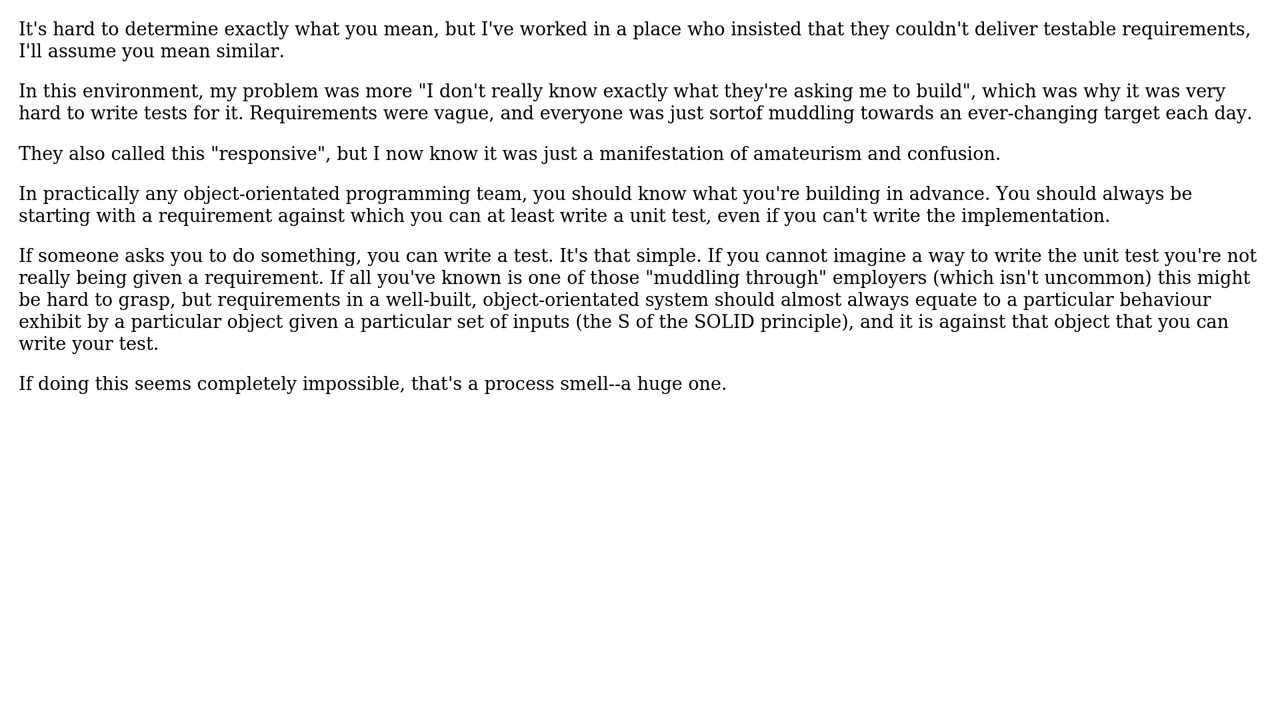 It's hard to determine exactly what you mean, but I've worked in a place who insisted that they couldn't deliver testable requirements,
I'll assume you mean similar.
In this environment, my problem was more "I don't really know exactly what they're asking me to build", which was why it was very
hard to write tests for it. Requirements were vague, and everyone was just sortof muddling towards an ever-changing target each day.
They also called this "responsive", but I now know it was just a manifestation of amateurism and confusion.
In practically any object-orientated programming team, you should know what you're building in advance. You should always be
starting with a requirement against which you can at least write a unit test, even if you can't write the implementation.
If someone asks you to do something, you can write a test. It's that simple. If you cannot imagine a way to write the unit test you're not
really being given a requirement. If all you've known is one of those "muddling through" employers (which isn't uncommon) this might
be hard to grasp, but requirements in a well-built, object-orientated system should almost always equate to a particular behaviour
exhibit by a particular object given a particular set of inputs (the S of the SOLID principle), and it is against that object that you can
write your test.
If doing this seems completely impossible, that's a process smell--a huge one.